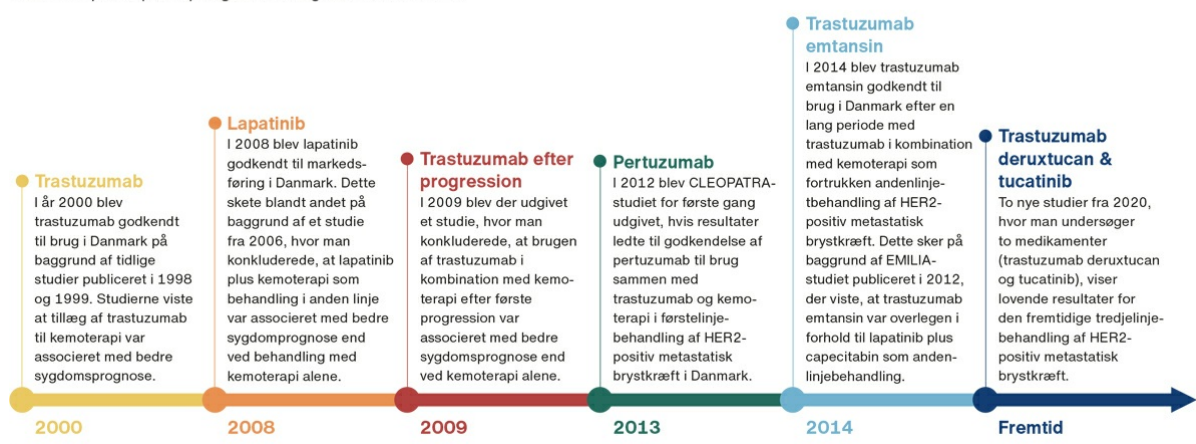 Trastuzumab
I år 2000 blev
trastuzumab godkendt
til brug i Danmark på
baggrund af tidlige
studier publiceret i 1998
og 1999. Studierne viste
at tillæg af trastuzumab
til kemoterapi var
associeret med bedre
sygdomsprognose.
2000
Lapatinib
I 2008 blev lapatinib
godkendt til markeds-
føring i Danmark. Dette
skete blandt andet på
baggrund af et studie
fra 2006, hvor man
konkluderede, at lapatinib
plus kemoterapi som
behandling i anden linje
var associeret med bedre
sygdomprognose end
ved behandling med
kemoterapi alene.
2008
Trastuzumab efter
progression
I 2009 blev der udgivet
et studie, hvor man
konkluderede, at brugen
af trastuzumab i
kombination med kemo-
terapi efter første
progression var
associeret med bedre
sygdomsprognose end
ved kemoterapi alene.
2009
Pertuzumab
I 2012 blev CLEOPATRA-
studiet for første gang
udgivet, hvis resultater
ledte til godkendelse af
pertuzumab til brug
sammen med
trastuzumab og kemo-
terapi i førstelinje-
behandling af HER2-
positiv metastatisk
brystkræft i Danmark.
2013
Trastuzumab
emtansin
I 2014 blev trastuzumab
emtansin godkendt til
brug i Danmark efter en
lang periode med
trastuzumab i kombination
med kemoterapi som
fortrukken andenlinje-
tbehandling af HER2-
positiv metastatisk
brystkræft. Dette sker på
baggrund af EMILIA-
studiet publiceret i 2012,
der viste, at trastuzumab
emtansin var overlegen i
forhold til lapatinib plus
capecitabin som anden-
linjebehandling.
2014
Trastuzumab
deruxtucan &
tucatinib
To nye studier fra 2020,
hvor man undersøger
to medikamenter
(trastuzumab deruxtucan
og tucatinib), viser
lovende resultater for
den fremtidige tredjelinje-
behandling af HER2-
positiv metastatisk
brystkræft.
Fremtid